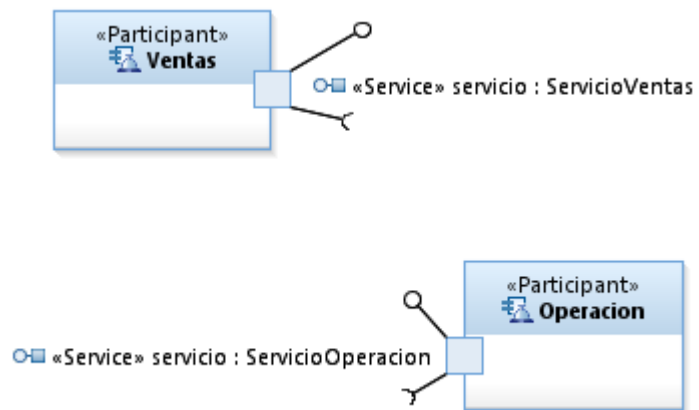 «Participant»
Ventas
«Service» servicio : ServicioVentas
«Participant»
Operacion
«Service» servicio : ServicioOperacion